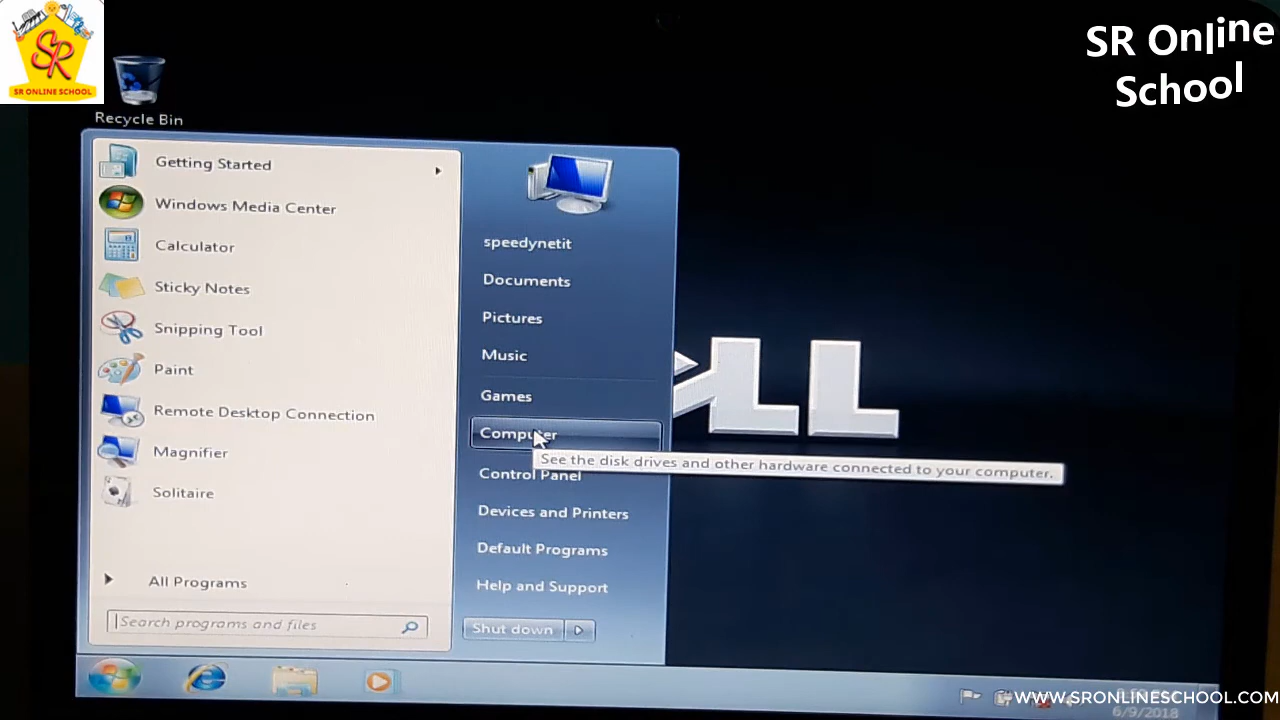 SR
SR ONLINE SCHOOL
SR Online
School
Recycle Bin
Getting Started
Windows Media Center
Calculator
Sticky Notes
Snipping Tool
Paint
Remote Desktop Connection
Magnifier
Solitaire
All Programs
Search programs and files
speedynetit
Documents
Pictures
Music
Games
Computer
See the disk drives and other hardware connected to your computer.
Control Panel
Devices and Printers
Default Programs
Help and Support
Shut down
LL
WWW.SRONLINESCHOOL.COM
6/9/2018